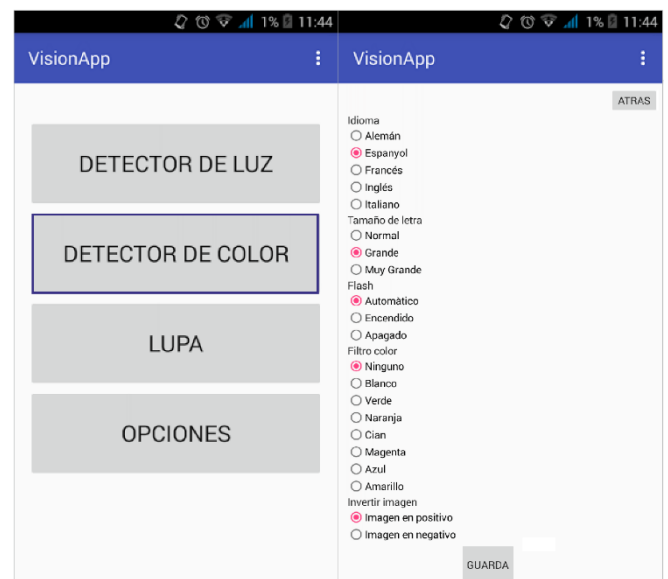 1% 11:44
VisionApp
DETECTOR DE LUZ
DETECTOR DE COLOR
LUPA
OPCIONES
1% 11:44
VisionApp
ATRAS
Idioma
Alemán
Espanyol
Francés
Inglés
Italiano
Tamaño de letra
Normal
Grande
Muy Grande
Flash
Automàtico
Encendido
Apagado
Filtro color
Ninguno
Blanco
Verde
Naranja
Cian
Magenta
Azul
Amarillo
Invertir imagen
Imagen en positivo
Imagen en negativo
GUARDA